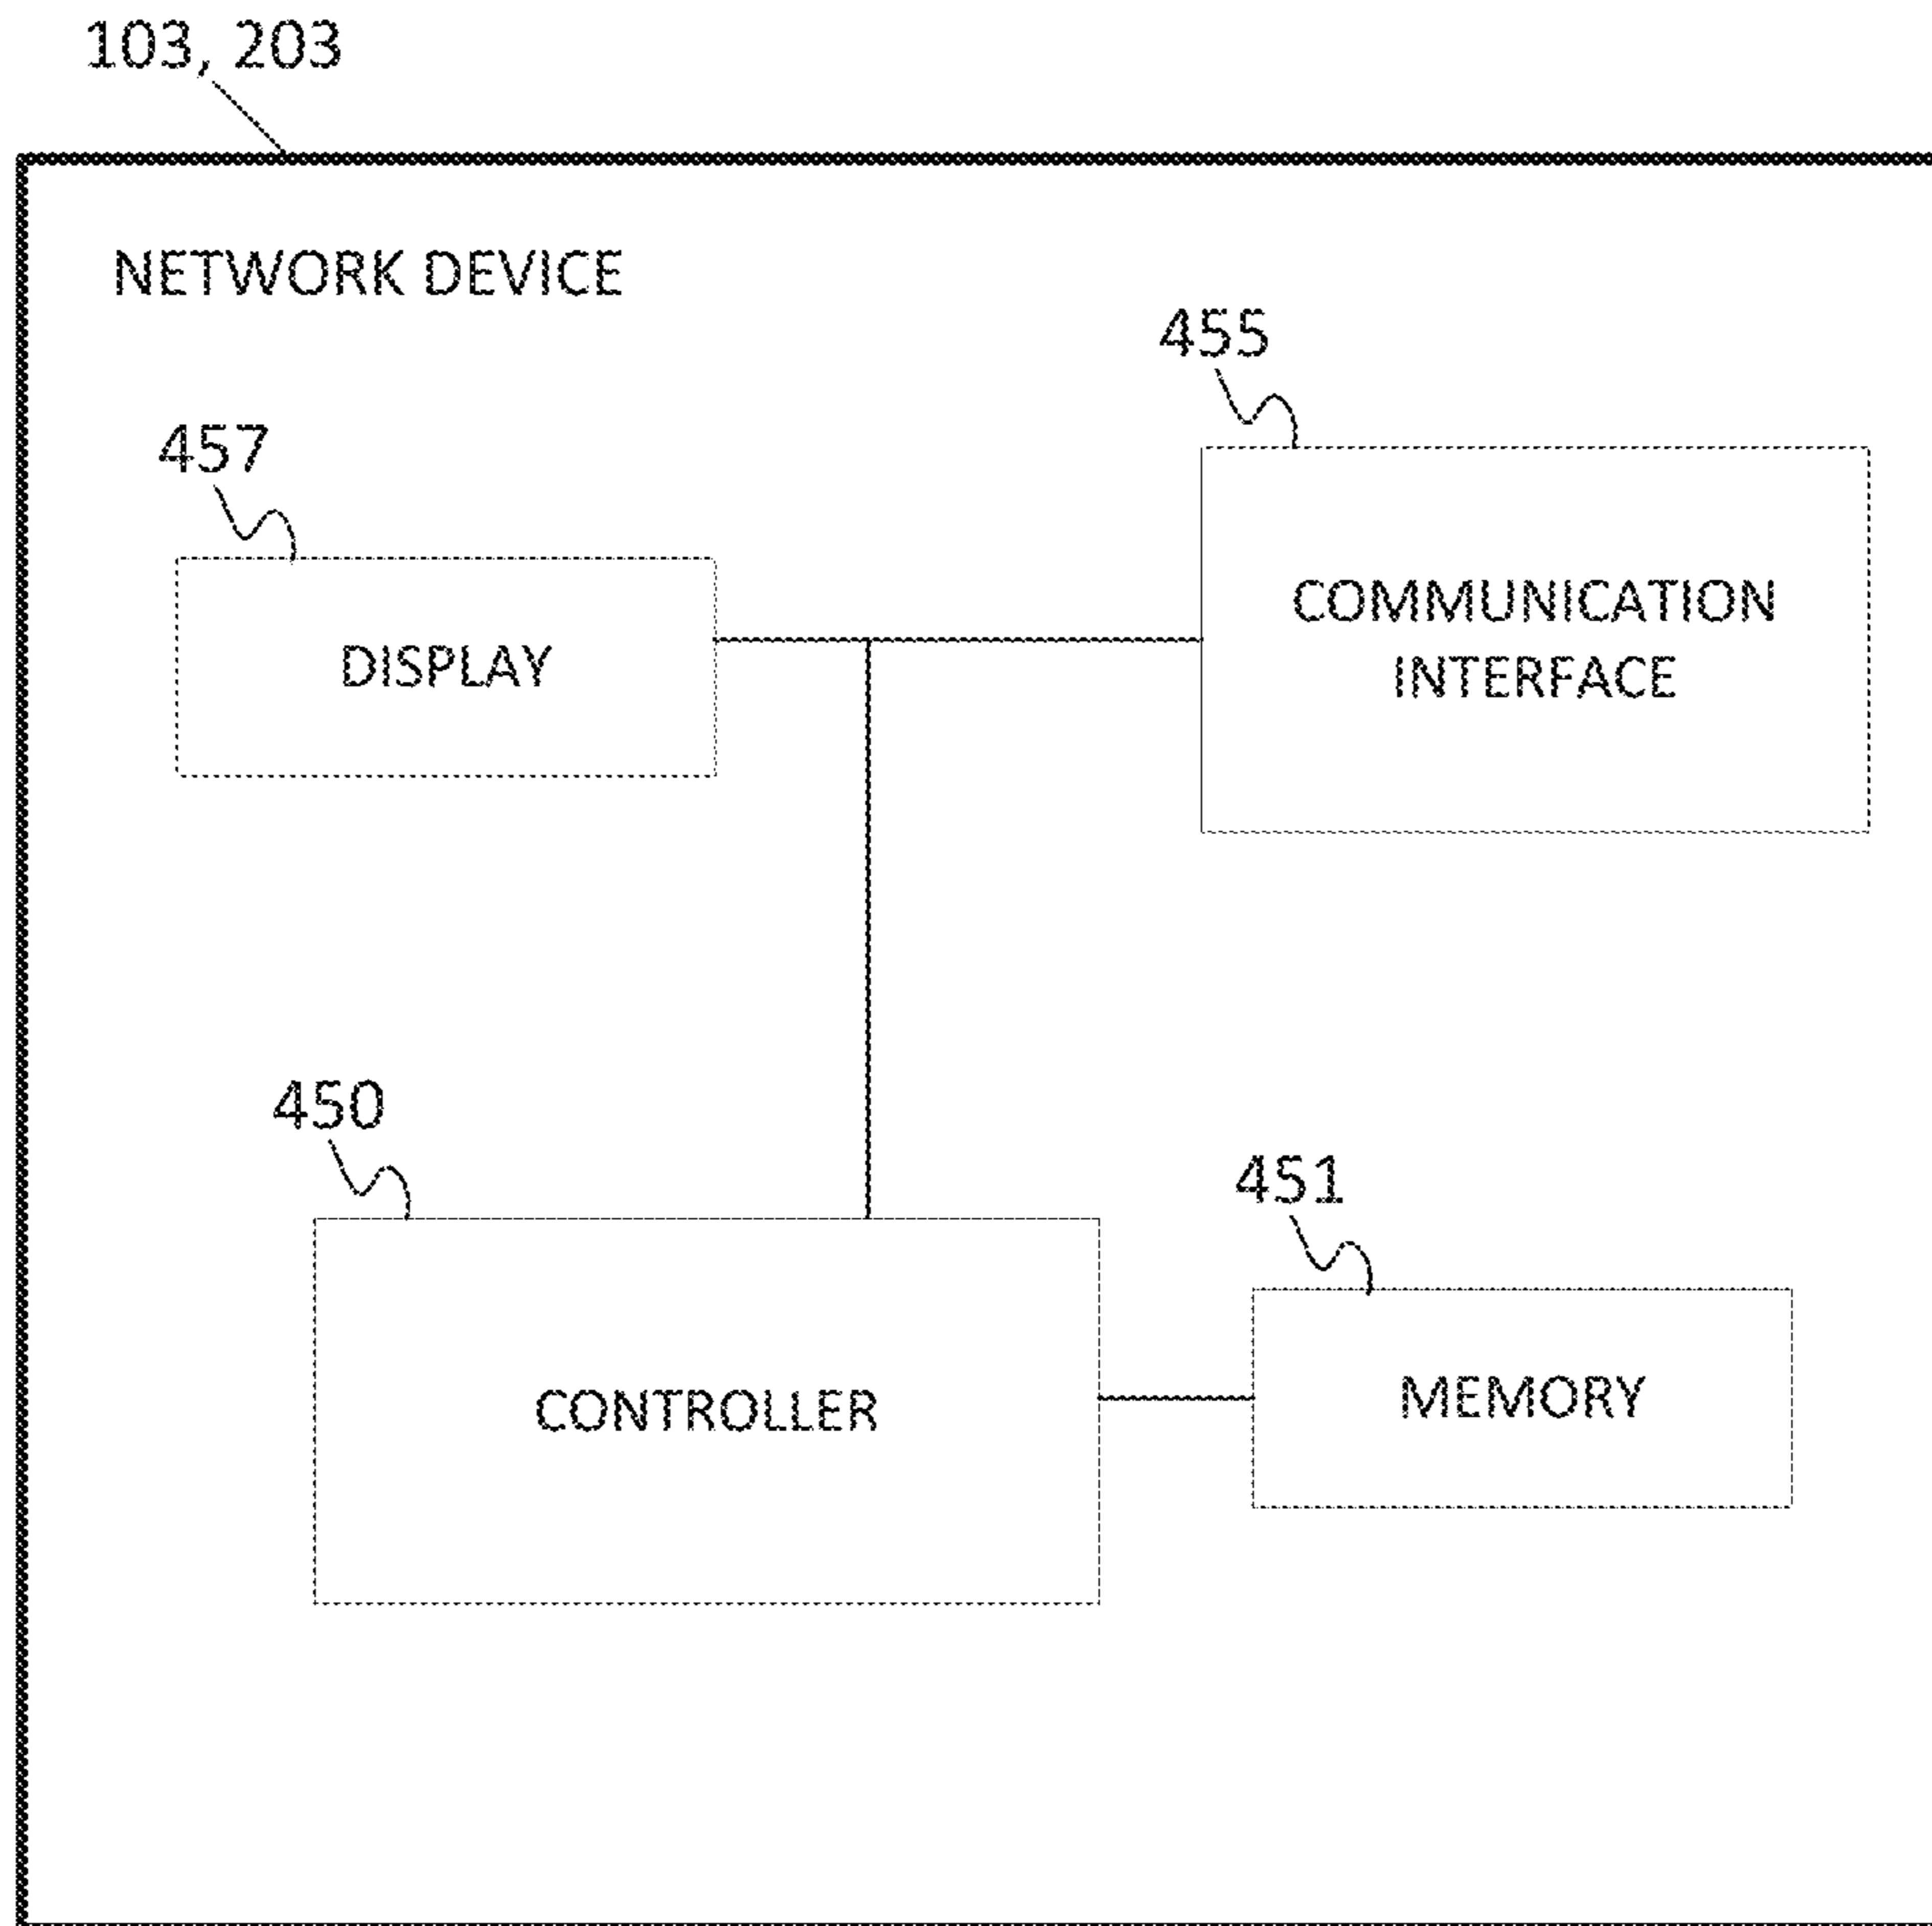 103, 203
NETWORK DEVICE
455
457
COMMUNICATION
INTERFACE
DISPLAY
450
451
CONTROLLER
MEMORY